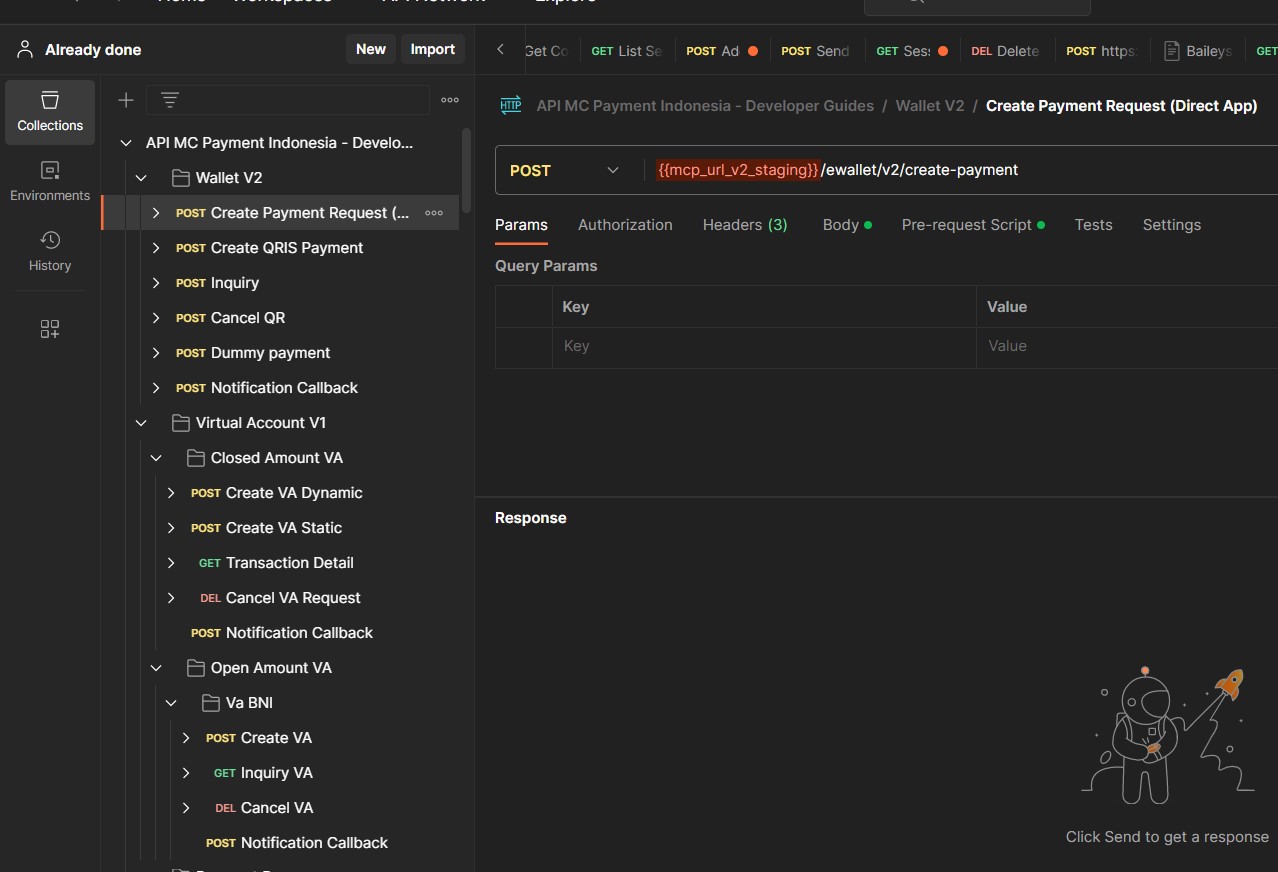 Home Workspaces API Network Explore
Already done
New
Import
Get Co
GET List Se
POST Ad
POST Send
GET Ses
DEL Delete
POST https:
Baileys
GET
Collections
Environments
History
API MC Payment Indonesia - Develo...
Wallet V2
POST Create Payment Request (...
POST Create QRIS Payment
POST Inquiry
POST Cancel QR
POST Dummy payment
POST Notification Callback
Virtual Account V1
Closed Amount VA
POST Create VA Dynamic
POST Create VA Static
GET Transaction Detail
DEL Cancel VA Request
POST Notification Callback
Open Amount VA
Va BNI
POST Create VA
GET Inquiry VA
DEL Cancel VA
POST Notification Callback
HTTP API MC Payment Indonesia - Developer Guides / Wallet V2 / Create Payment Request (Direct App)
POST {{mcp_url_v2_staging}}/ewallet/v2/create-payment
Params Authorization Headers (3) Body Pre-request Script Tests Settings
Query Params
Key Value
Key Value
Response
Click Send to get a response